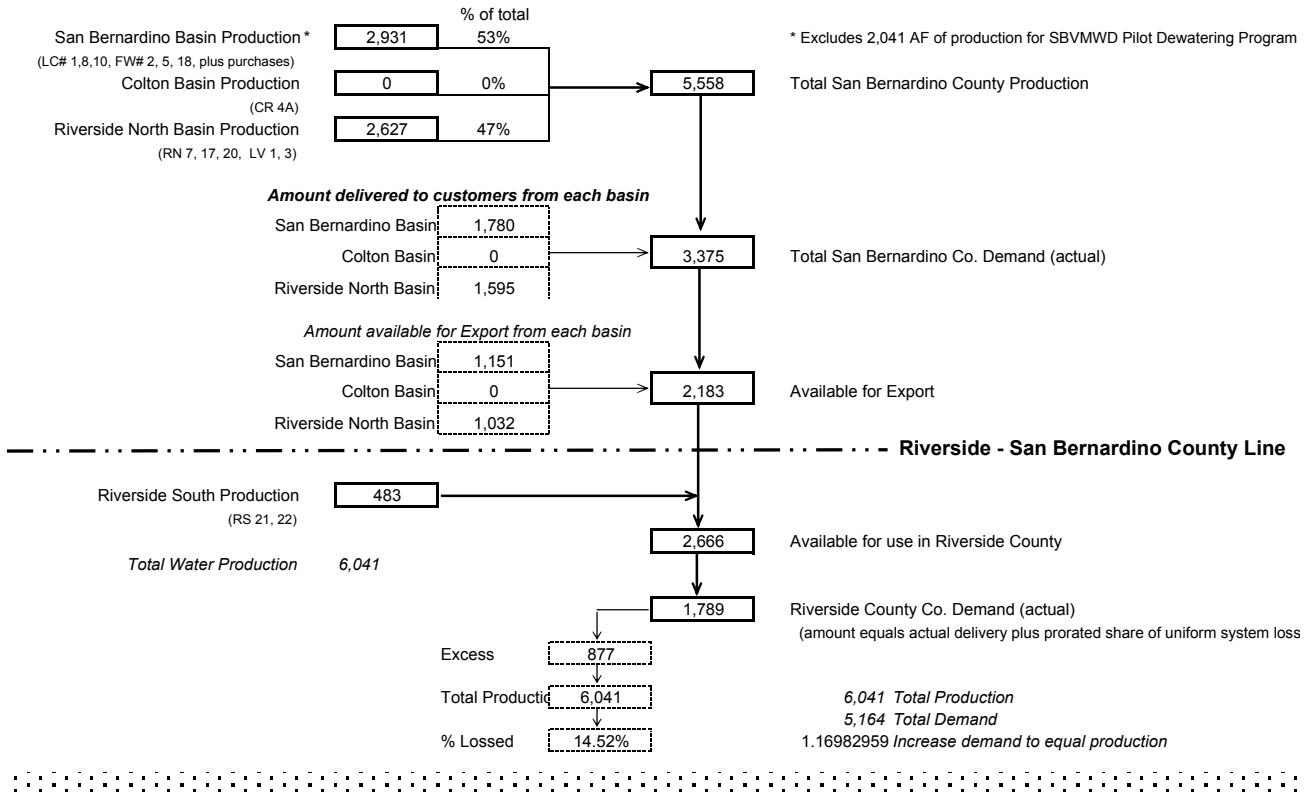 % of total
San Bernardino Basin Production * 2,931 53% * Excludes 2,041 AF of production for SBVMWD Pilot Dewatering Program
(LC# 1,8,10, FW# 2, 5, 18, plus purchases)
Colton Basin Production 0 0% 5,558 Total San Bernardino County Production
(CR 4A)
Riverside North Basin Production 2,627 47%
(RN 7, 17, 20, LV 1, 3)
Amount delivered to customers from each basin
San Bernardino Basin 1,780
Colton Basin 0 3,375 Total San Bernardino Co. Demand (actual)
Riverside North Basin 1,595
Amount available for Export from each basin
San Bernardino Basin 1,151
Colton Basin 0 2,183 Available for Export
Riverside North Basin 1,032
Riverside - San Bernardino County Line
Riverside South Production 483
(RS 21, 22)
2,666 Available for use in Riverside County
Total Water Production 6,041
1,789 Riverside County Co. Demand (actual)
(amount equals actual delivery plus prorated share of uniform system loss
Excess 877
Total Productio 6,041 6,041 Total Production
5,164 Total Demand
% Lossed 14.52% 1.16982959 Increase demand to equal production